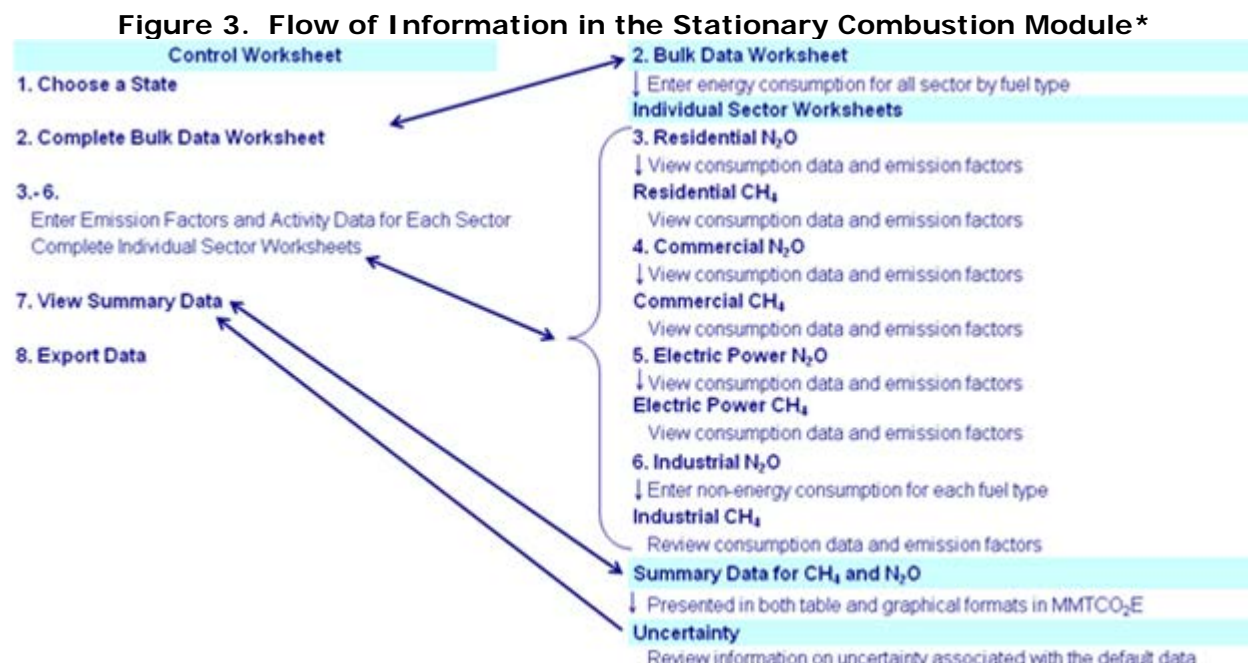 Figure 3. Flow of Information in the Stationary Combustion Module*
Control Worksheet
1. Choose a State
2. Complete Bulk Data Worksheet
3.-6.
Enter Emission Factors and Activity Data for Each Sector
Complete Individual Sector Worksheets
7. View Summary Data
8. Export Data
2. Bulk Data Worksheet
↓ Enter energy consumption for all sector by fuel type
Individual Sector Worksheets
3. Residential N₂O
↓ View consumption data and emission factors
Residential CH₄
View consumption data and emission factors
4. Commercial N₂O
↓ View consumption data and emission factors
Commercial CH₄
View consumption data and emission factors
5. Electric Power N₂O
↓ View consumption data and emission factors
Electric Power CH₄
View consumption data and emission factors
6. Industrial N₂O
↓ Enter non-energy consumption for each fuel type
Industrial CH₄
Review consumption data and emission factors
Summary Data for CH₄ and N₂O
↓ Presented in both table and graphical formats in MMTCO₂E
Uncertainty
Review information on uncertainty associated with the default data